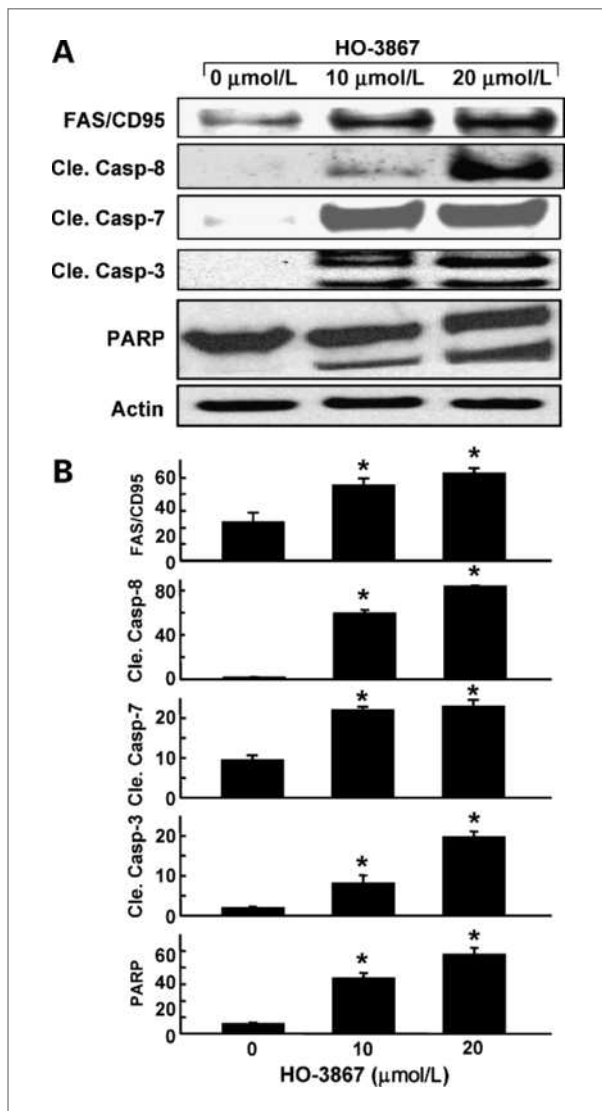 A
HO-3867
0 μmol/L 10 μmol/L 20 μmol/L
FAS/CD95
Cle. Casp-8
Cle. Casp-7
Cle. Casp-3
PARP
Actin
B
FAS/CD95
60
40
20
0
*
*
Cle. Casp-8
80
40
0
*
*
Cle. Casp-7
20
10
0
*
*
Cle. Casp-3
20
10
0
*
*
PARP
60
40
20
0
*
*
0 10 20
HO-3867 (μmol/L)